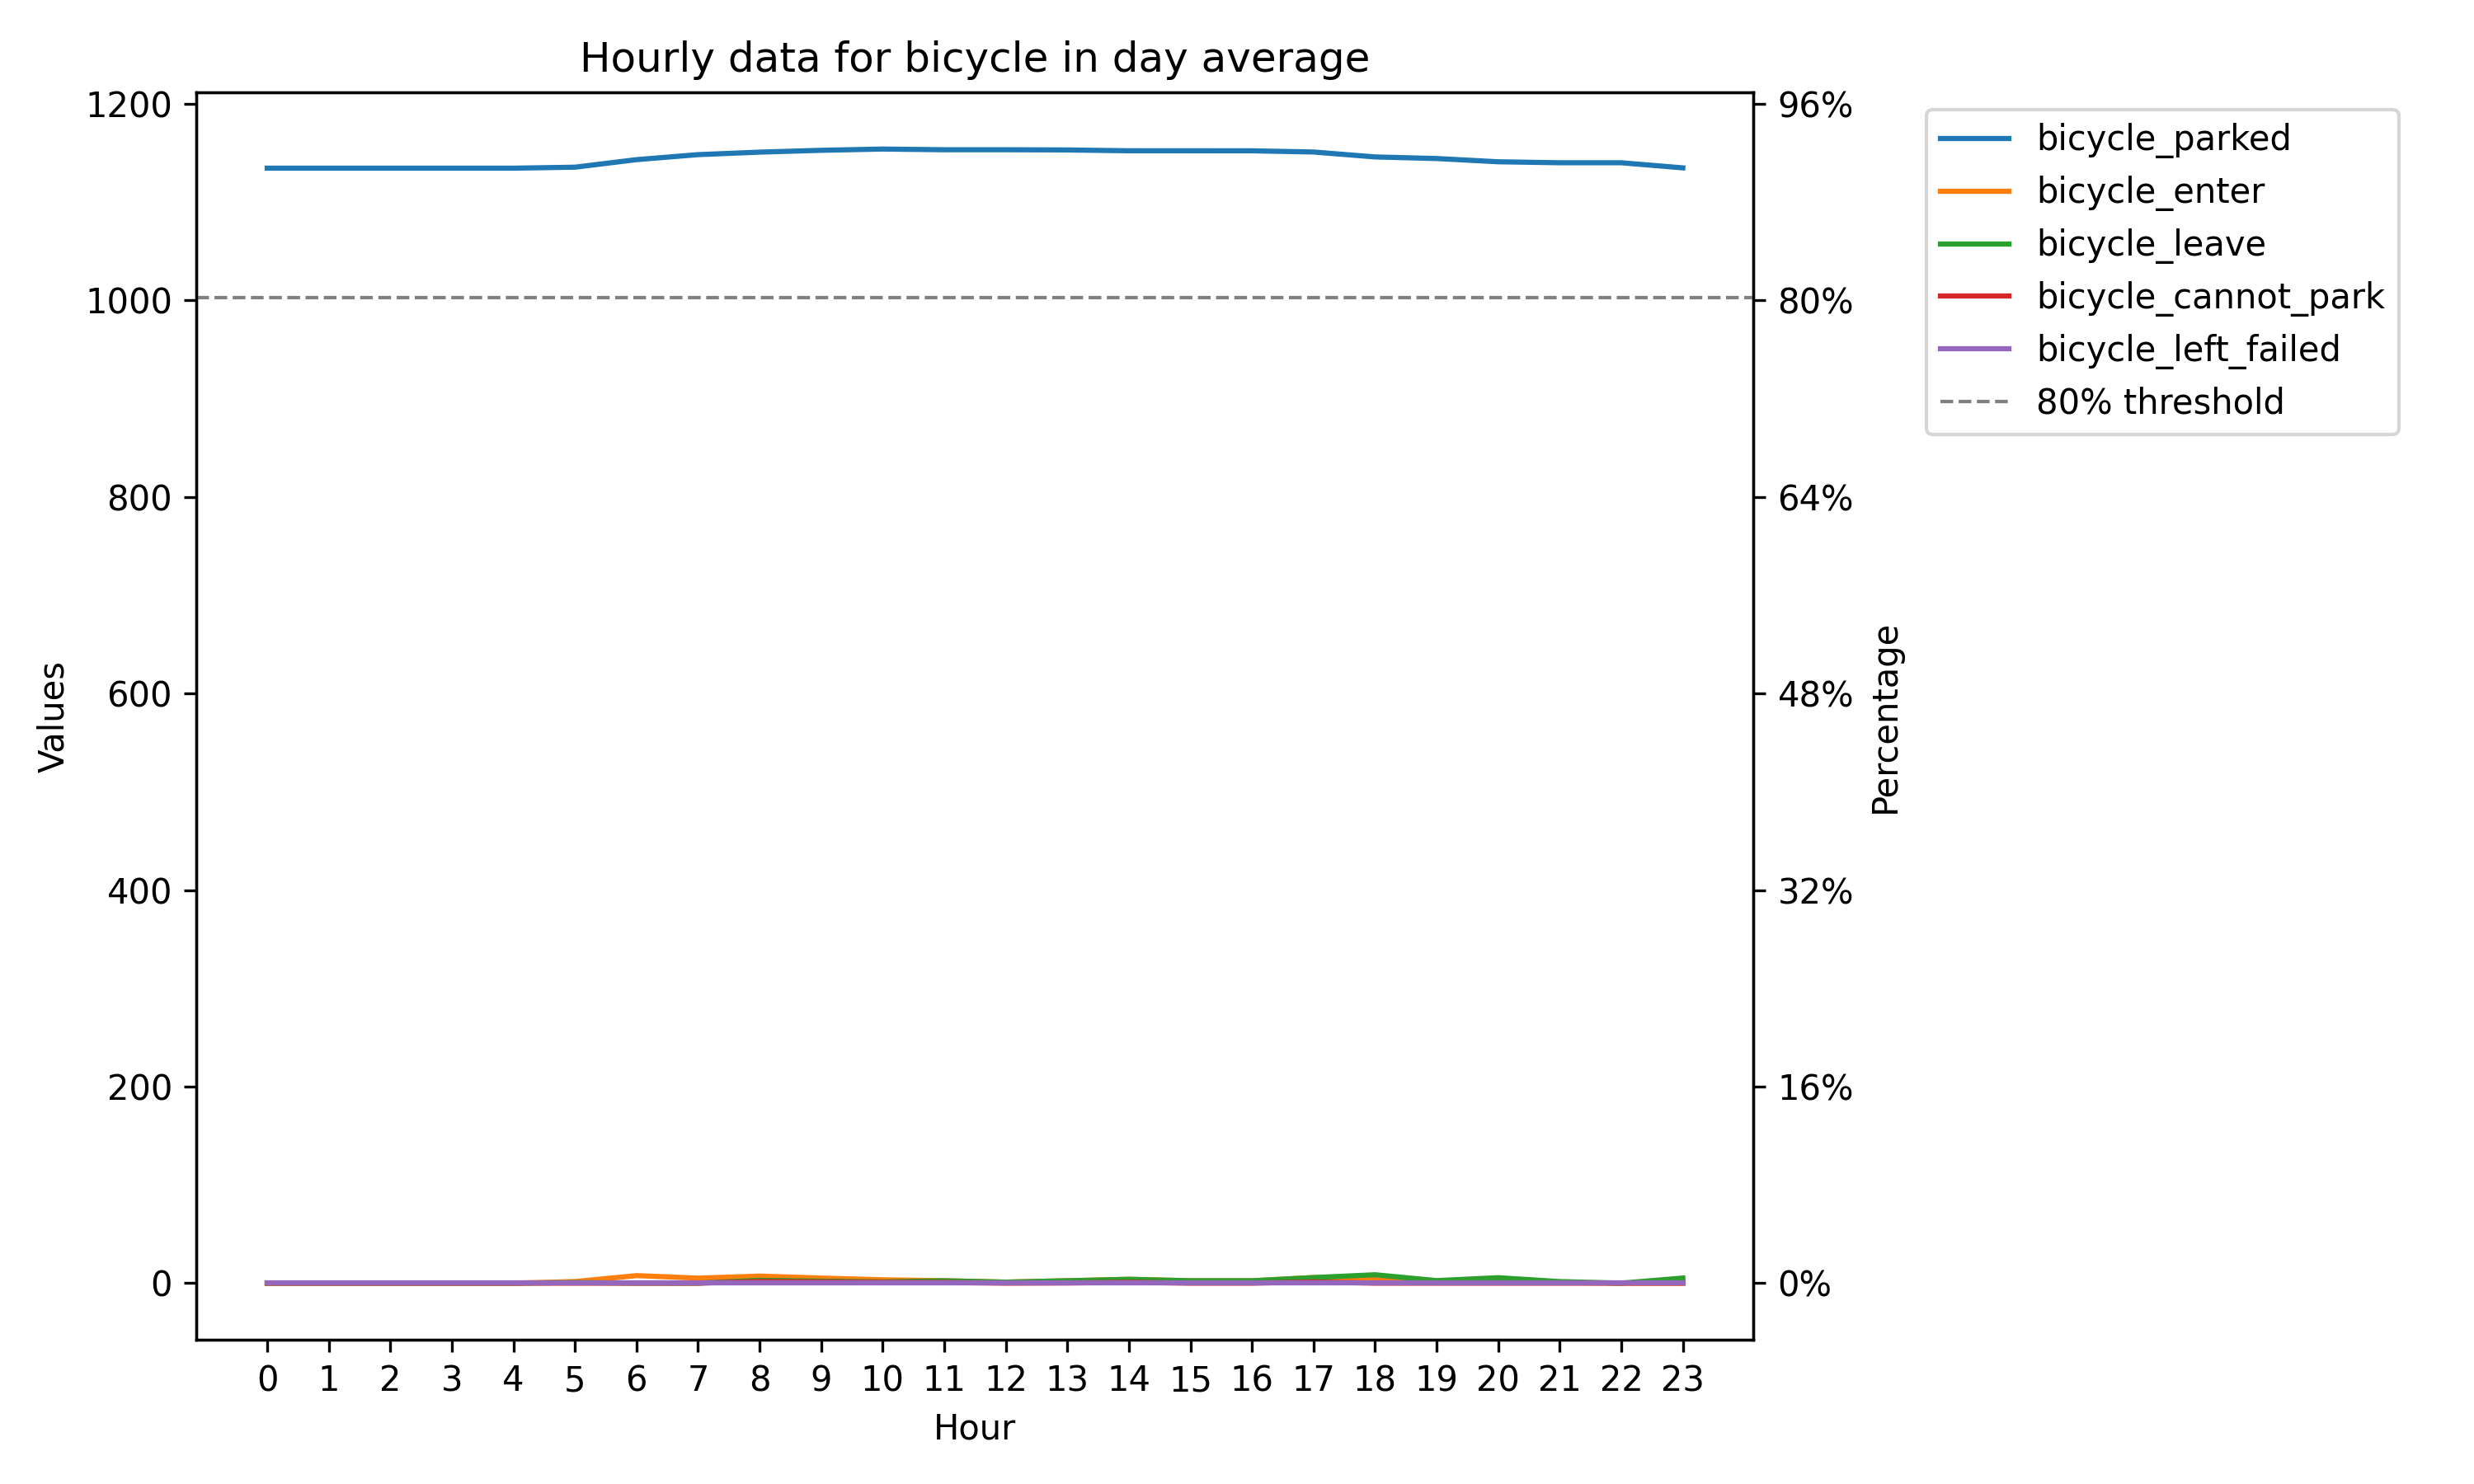 Hourly data for bicycle in day average
1200
1000
800
600
400
200
0
Values
96%
80%
64%
48%
32%
16%
0%
Percentage
0 1 2 3 4 5 6 7 8 9 10 11 12 13 14 15 16 17 18 19 20 21 22 23
Hour
bicycle_parked
bicycle_enter
bicycle_leave
bicycle_cannot_park
bicycle_left_failed
80% threshold